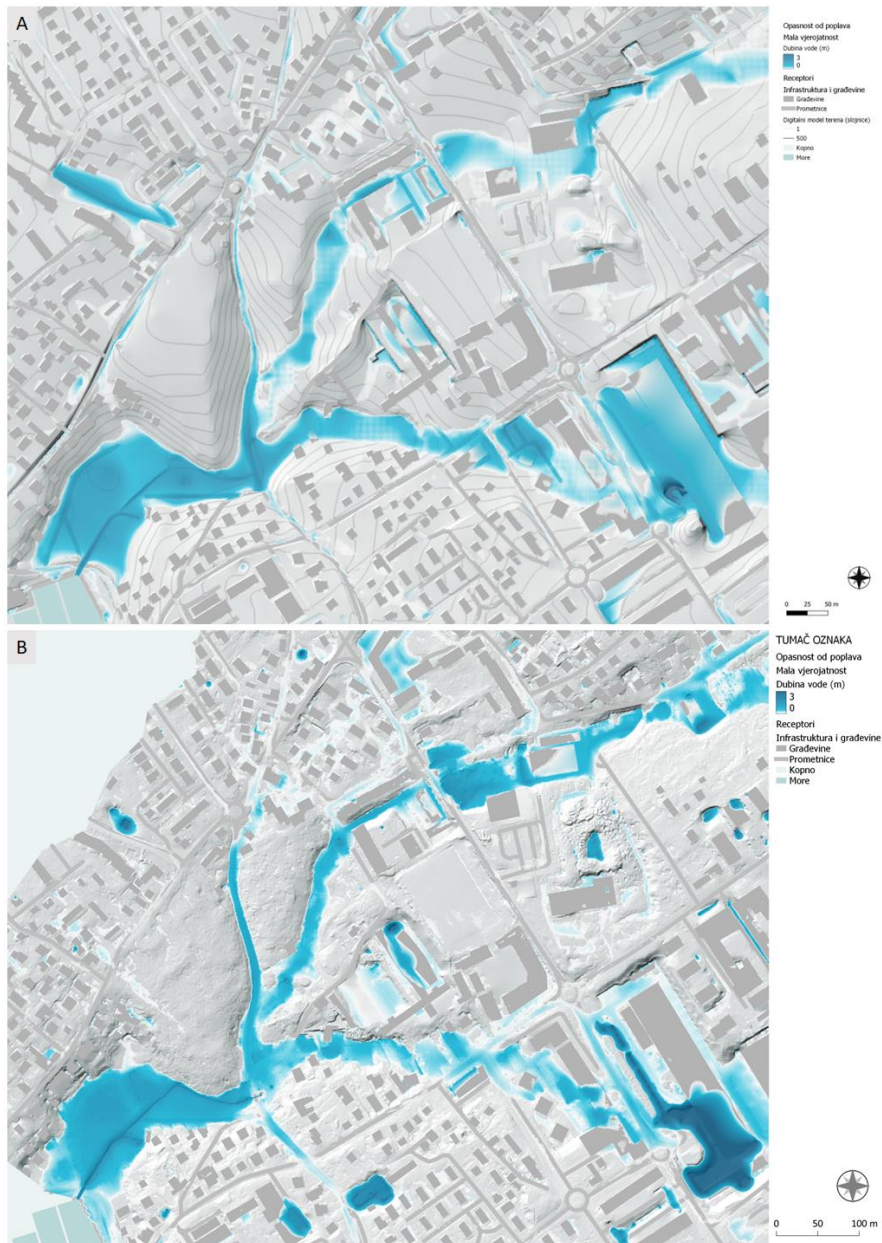 A
Opasnost od poplava
Mala vjerojatnost
Dubina vode (m)
3
0
Receptori
Infrastruktura i građevine
Građevine
Prometnice
Digitalni model terena (slojnice)
1
500
Kopno
More
0 25 50 m
B
TUMAČ OZNAKA
Opasnost od poplava
Mala vjerojatnost
Dubina vode (m)
3
0
Receptori
Infrastruktura i građevine
Građevine
Prometnice
Kopno
More
0 50 100 m